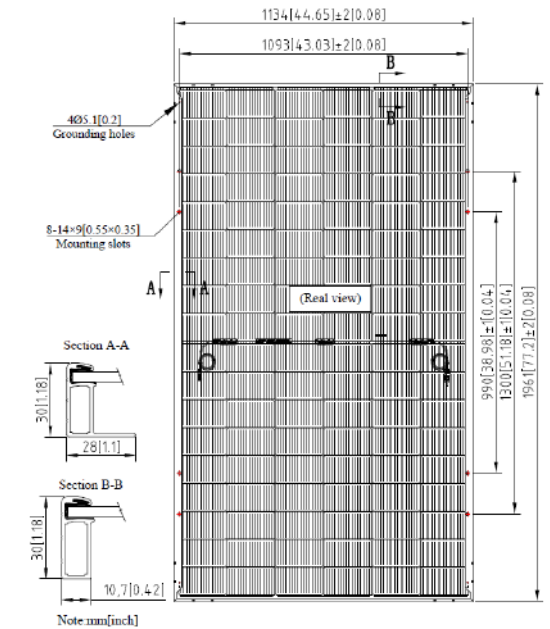 1134[44.65]±2[0.08]
1093[43.03]±2[0.08]
B
B
4Ø5.1[0.2]
Grounding holes
8-14×9[0.55×0.35]
Mounting slots
A
A
(Real view)
990[38.98]±1[0.04]
1300[51.18]±1[0.04]
1961[77.2]±2[0.08]
Section A-A
30[1.18]
28[1.1]
Section B-B
30[1.18]
10,7[0.42]
Note:mm[inch]